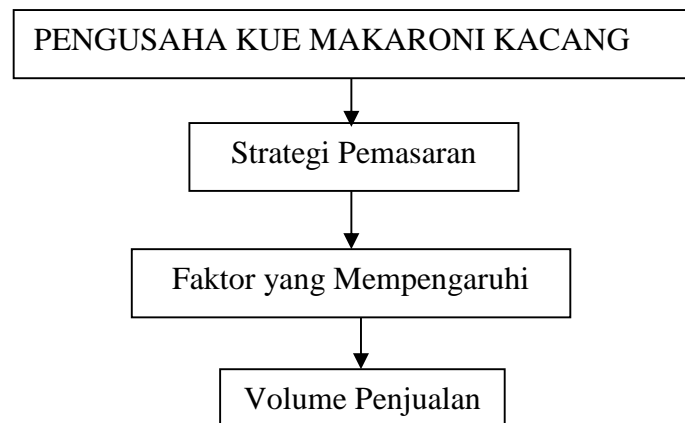 PENGUSAHA KUE MAKARONI KACANG
Strategi Pemasaran
Faktor yang Mempengaruhi
Volume Penjualan